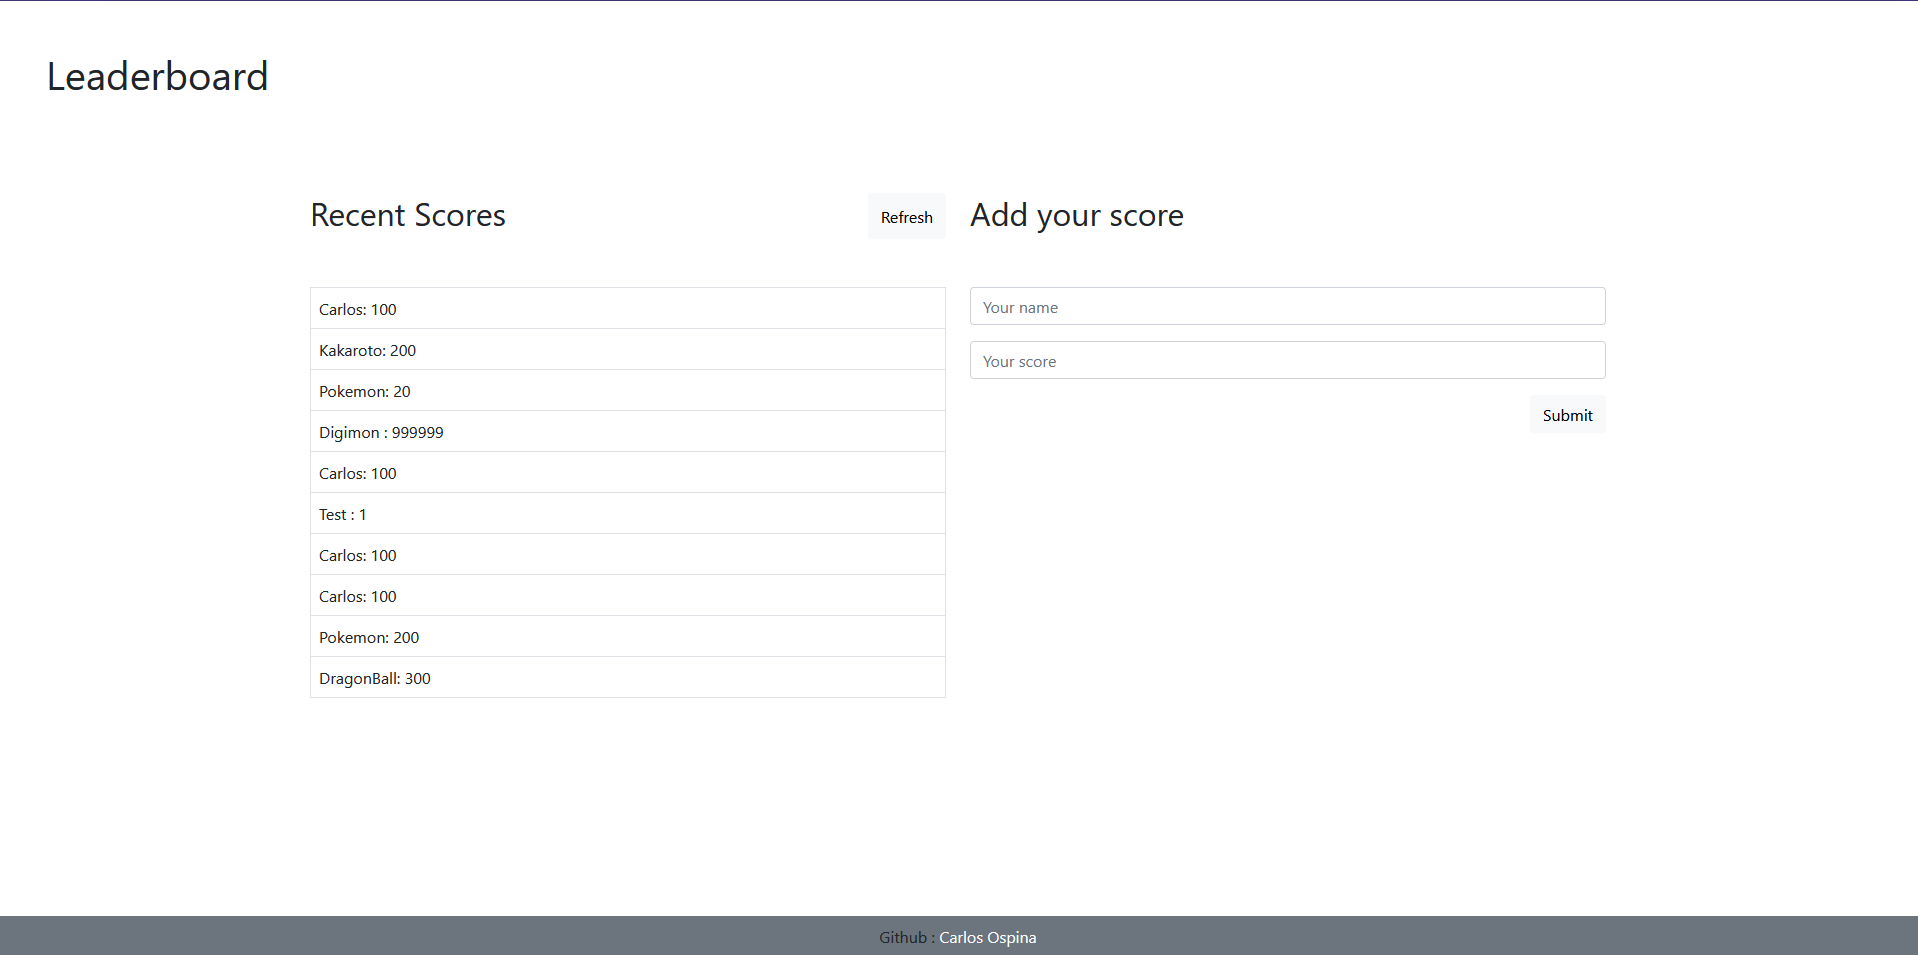 Leaderboard
Recent Scores
Refresh
Carlos: 100
Kakaroto: 200
Pokemon: 20
Digimon : 999999
Carlos: 100
Test : 1
Carlos: 100
Carlos: 100
Pokemon: 200
DragonBall: 300
Add your score
Your name
Your score
Submit
Github : Carlos Ospina